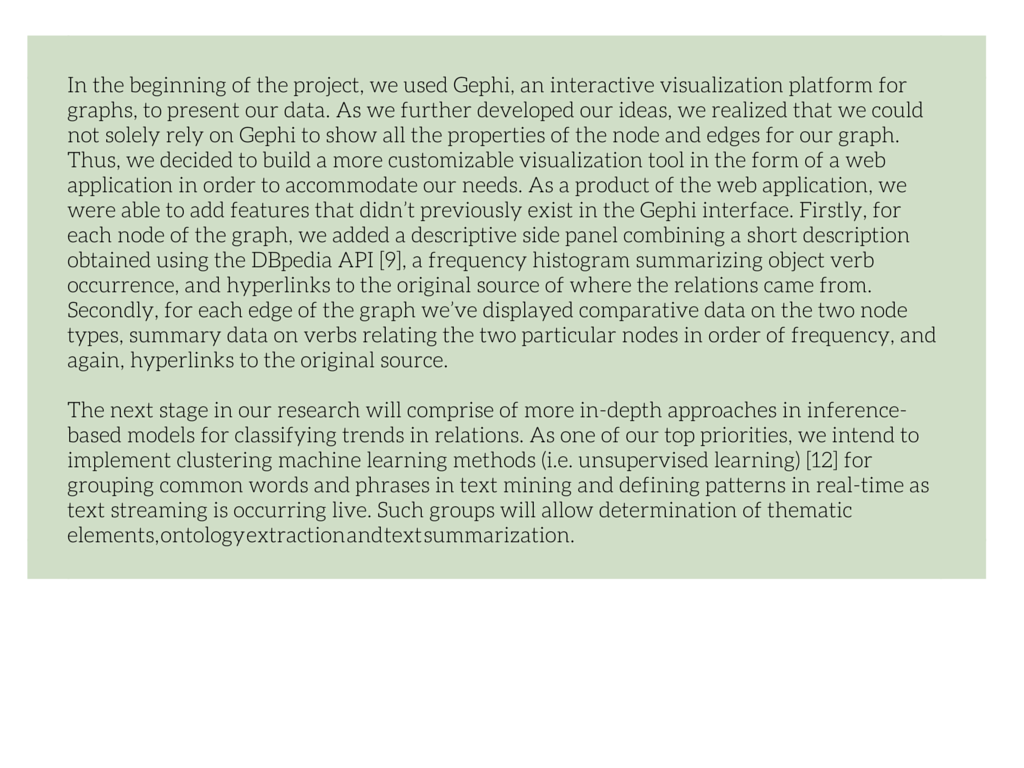 In the beginning of the project, we used Gephi, an interactive visualization platform for
graphs, to present our data. As we further developed our ideas, we realized that we could
not solely rely on Gephi to show all the properties of the node and edges for our graph.
Thus, we decided to build a more customizable visualization tool in the form of a web
application in order to accommodate our needs. As a product of the web application, we
were able to add features that didn't previously exist in the Gephi interface. Firstly, for
each node of the graph, we added a descriptive side panel combining a short description
obtained using the DBpedia API [9], a frequency histogram summarizing object verb
occurrence, and hyperlinks to the original source of where the relations came from.
Secondly, for each edge of the graph we've displayed comparative data on the two node
types, summary data on verbs relating the two particular nodes in order of frequency, and
again, hyperlinks to the original source.

The next stage in our research will comprise of more in-depth approaches in inference-
based models for classifying trends in relations. As one of our top priorities, we intend to
implement clustering machine learning methods (i.e. unsupervised learning) [12] for
grouping common words and phrases in text mining and defining patterns in real-time as
text streaming is occurring live. Such groups will allow determination of thematic
elements, ontology extraction and text summarization.